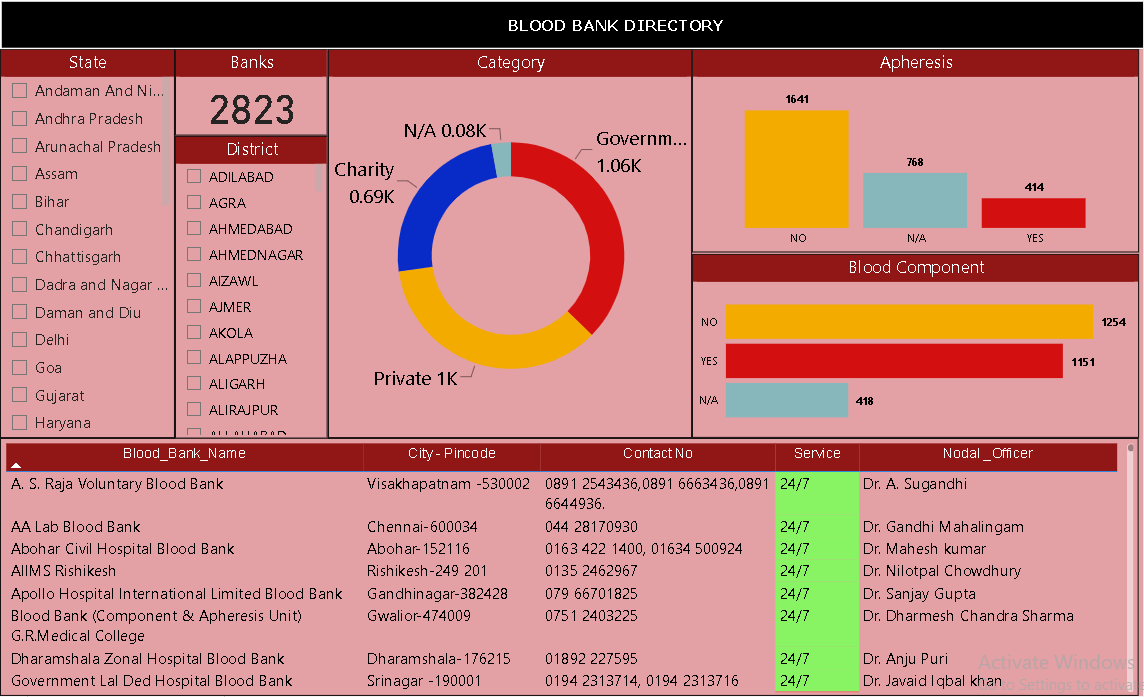 BLOOD BANK DIRECTORY
State
Andaman And Ni...
Andhra Pradesh
Arunachal Pradesh
Assam
Bihar
Chandigarh
Chhattisgarh
Dadra and Nagar ...
Daman and Diu
Delhi
Goa
Gujarat
Haryana
Banks
2823
District
ADILABAD
AGRA
AHMEDABAD
AHMEDNAGAR
AIZAWL
AJMER
AKOLA
ALAPPUZHA
ALIGARH
ALIRAJPUR
Category
N/A 0.08K
Governm...
1.06K
Charity
0.69K
Private 1K
Apheresis
1641
768
414
NO
N/A
YES
Blood Component
NO
1254
YES
1151
N/A
418
Blood_Bank_Name City - Pincode Contact No Service Nodal _Officer
A. S. Raja Voluntary Blood Bank Visakhapatnam -530002 0891 2543436,0891 6663436,0891 24/7 Dr. A. Sugandhi
6644936.
AA Lab Blood Bank Chennai-600034 044 28170930 24/7 Dr. Gandhi Mahalingam
Abohar Civil Hospital Blood Bank Abohar-152116 0163 422 1400, 01634 500924 24/7 Dr. Mahesh kumar
AIIMS Rishikesh Rishikesh-249 201 0135 2462967 24/7 Dr. Nilotpal Chowdhury
Apollo Hospital International Limited Blood Bank Gandhinagar-382428 079 66701825 24/7 Dr. Sanjay Gupta
Blood Bank (Component & Apheresis Unit) Gwalior-474009 0751 2403225 24/7 Dr. Dharmesh Chandra Sharma
G.R.Medical College
Dharamshala Zonal Hospital Blood Bank Dharamshala-176215 01892 227595 24/7 Dr. Anju Puri
Government Lal Ded Hospital Blood Bank Srinagar -190001 0194 2313714, 0194 2313716 24/7 Dr. Javaid Iqbal khan
Activate Windows
to Settings to activa